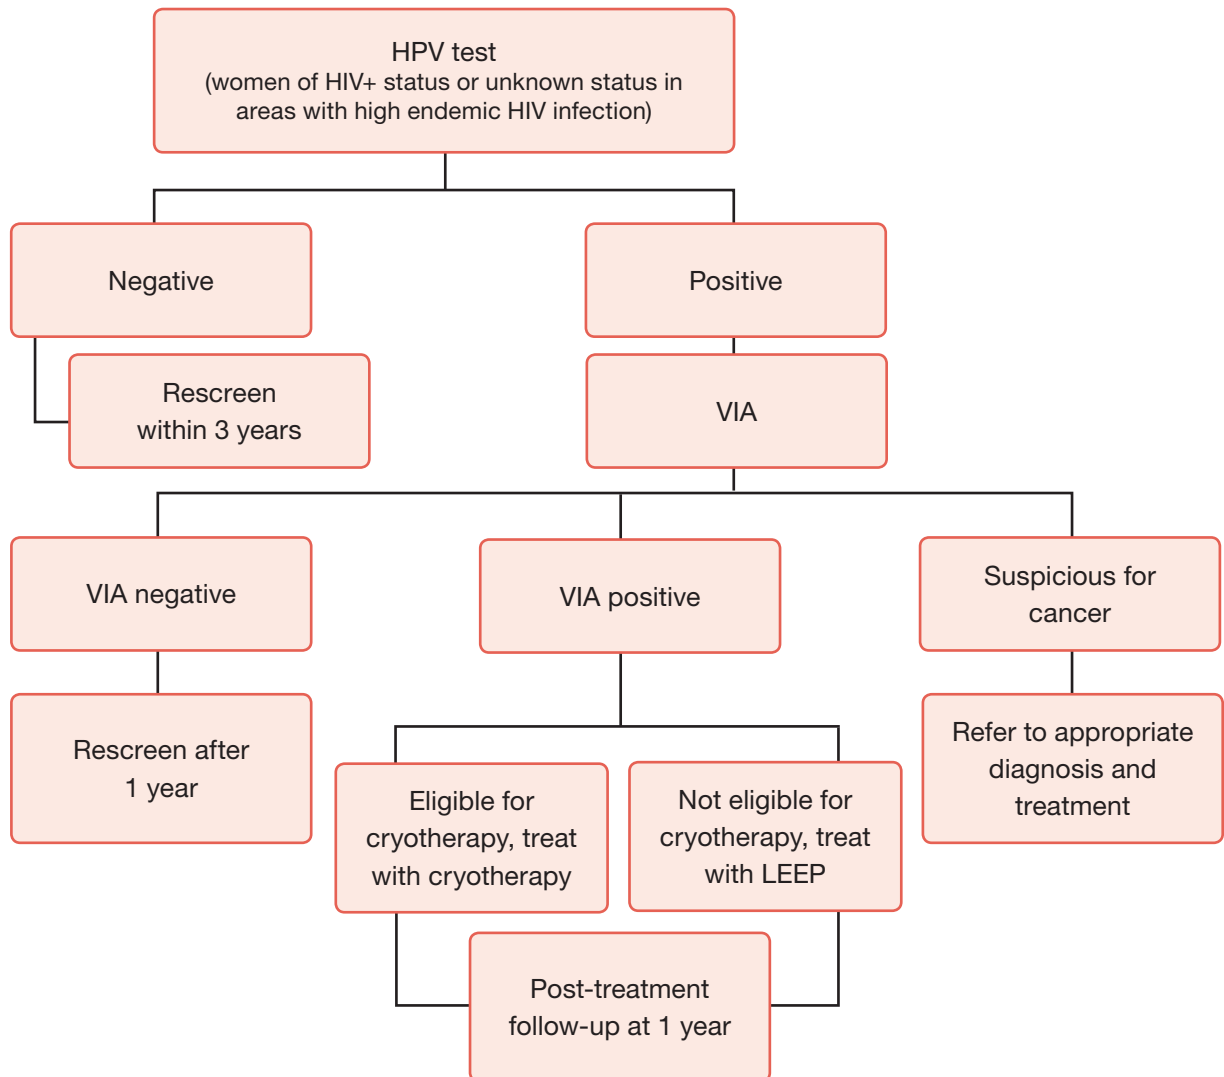 HPV test
(women of HIV+ status or unknown status in
areas with high endemic HIV infection)
Negative
Positive
Rescreen
within 3 years
VIA
VIA negative
VIA positive
Suspicious for
cancer
Rescreen after
1 year
Eligible for
cryotherapy, treat
with cryotherapy
Not eligible for
cryotherapy, treat
with LEEP
Refer to appropriate
diagnosis and
treatment
Post-treatment
follow-up at 1 year